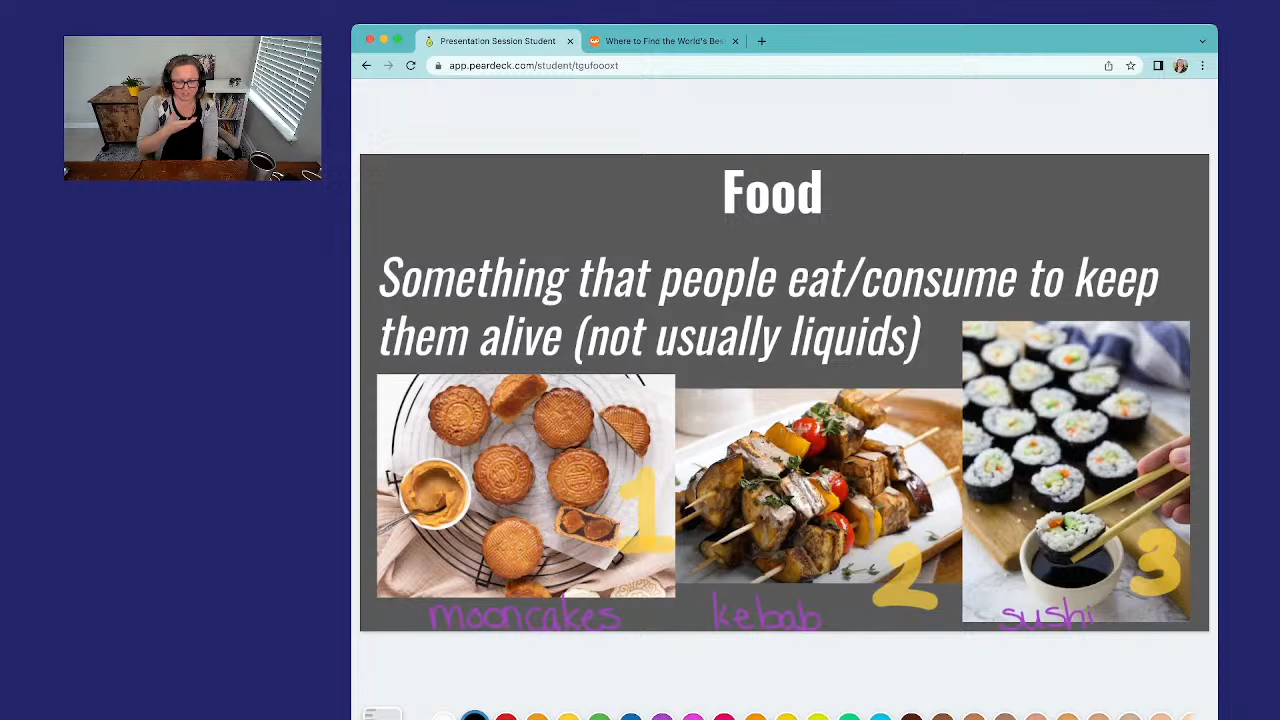 Presentation Session Student
Where to Find the World's Bes
app.peardeck.com/student/tgufoooxt
Food
Something that people eat/consume to keep
them alive (not usually liquids)
1
2
3
mooncakes
kebab
sushi